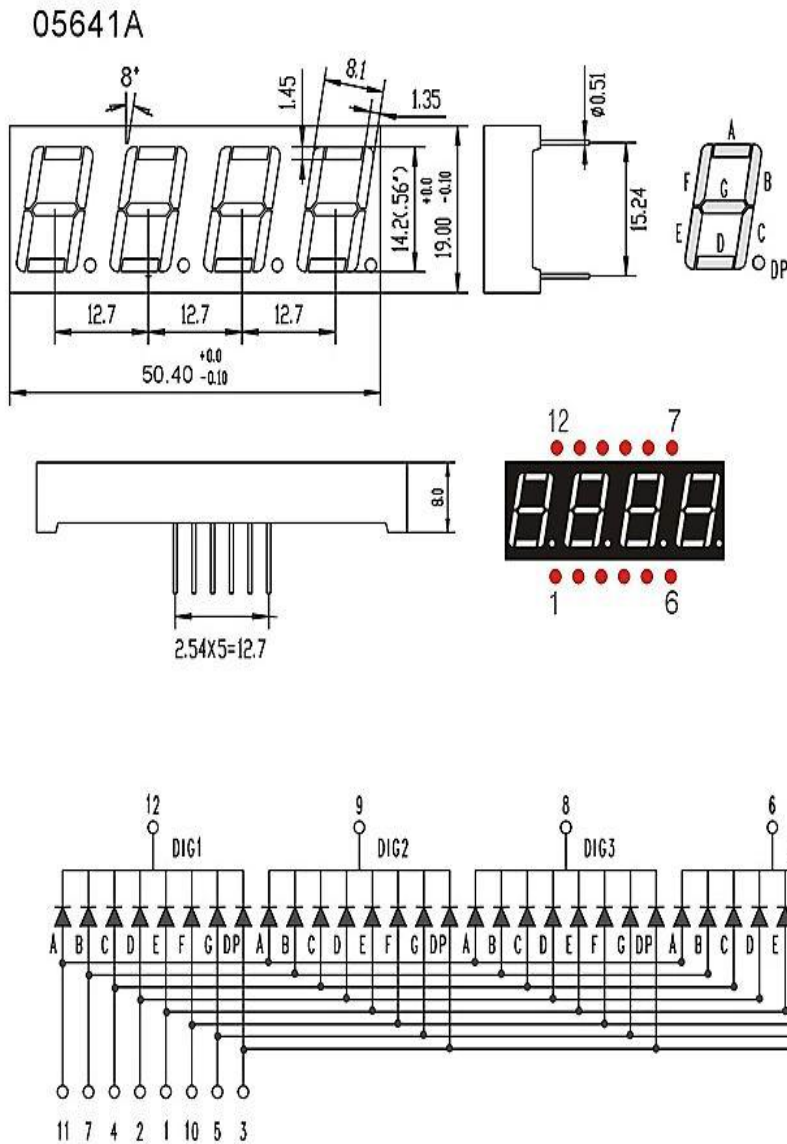 05641A
8°
1.45
8.1
1.35
ø0.51
14.2(.56")
19.00 +0.0 -0.10
15.24
A
F
B
G
E
D
C
DP
12.7
12.7
12.7
50.40 +0.0 -0.10
12
7
8.0
1
6
2.54X5=12.7
12
9
8
6
DIG1
DIG2
DIG3
A B C D E F G DP A B C D E F G DP A B C D E F G DP A B C D E
11 7 4 2 1 10 5 3